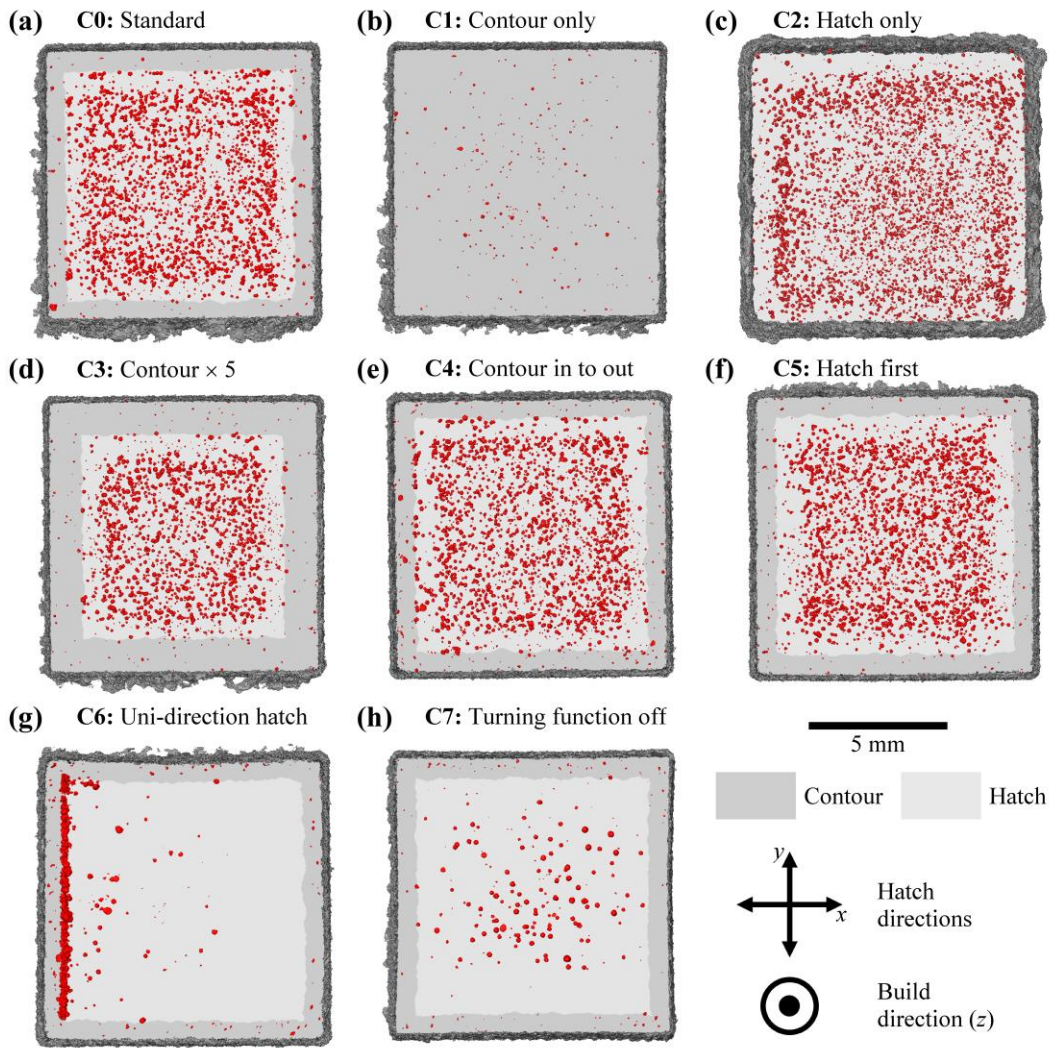 (a) C0: Standard
(b) C1: Contour only
(c) C2: Hatch only
(d) C3: Contour × 5
(e) C4: Contour in to out
(f) C5: Hatch first
(g) C6: Uni-direction hatch
(h) C7: Turning function off
5 mm
Contour
Hatch
y
x
Hatch
directions
Build
direction (z)